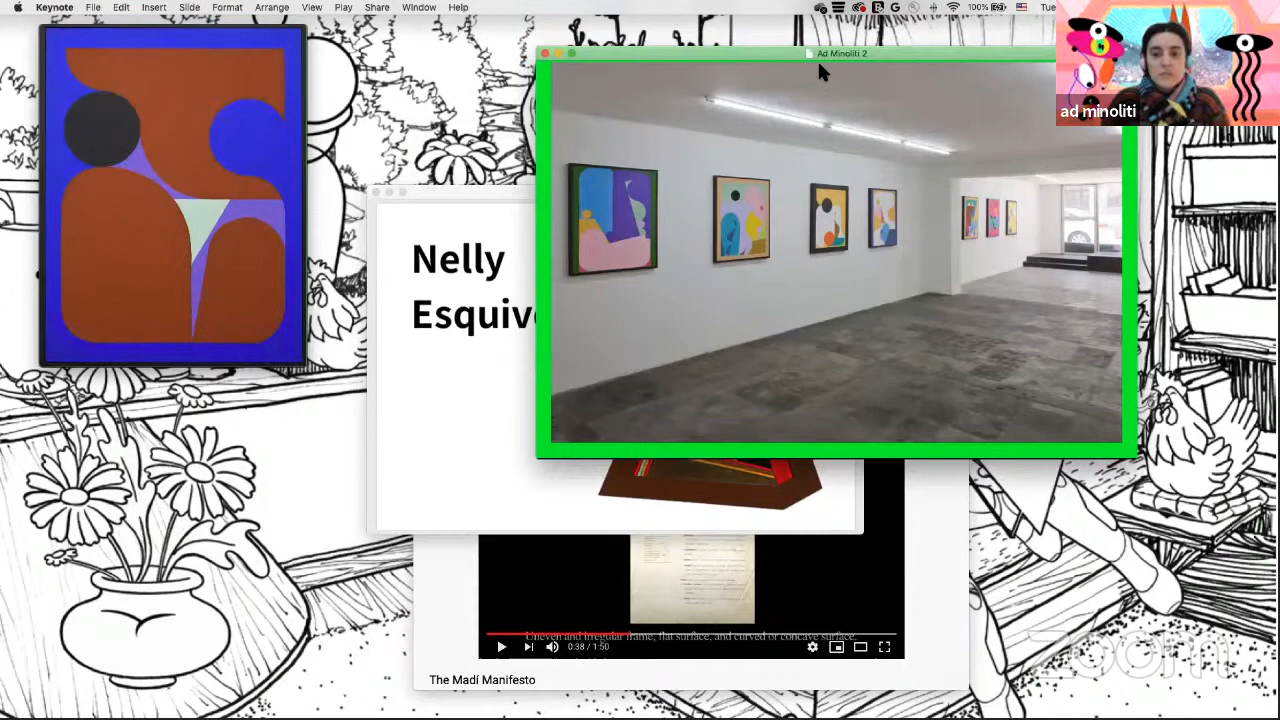 Keynote File Edit Insert Slide Format Arrange View Play Share Window Help 100% Tue
Ad Minoliti 2
ad minoliti
Nelly
Esquiv
Uneven and irregular frame, flat surface, and curved or concave surface.
0:38 / 1:50
The Madí Manifesto
zoom